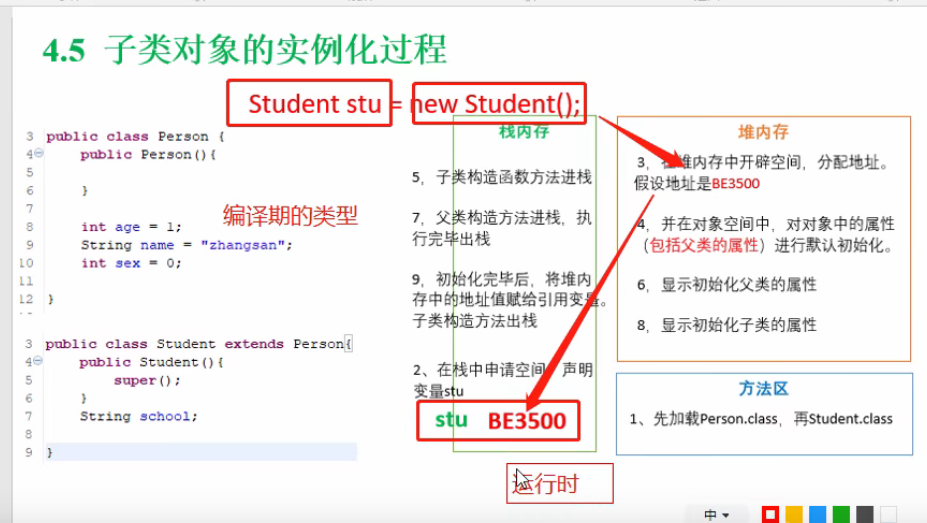 4.5 子类对象的实例化过程
Student stu = new Student();
3 public class Person {
4 public Person(){
5
6 }
7
8 int age = 1;
9 String name = "zhangsan";
10 int sex = 0;
11
12 }
编译期的类型
3 public class Student extends Person{
4 public Student(){
5 super();
6 }
7 String school;
8
9 }
栈内存
5，子类构造函数方法进栈
7，父类构造方法进栈，执
行完毕出栈
9，初始化完毕后，将堆内
存中的地址值赋给引用变量。
子类构造方法出栈
2、在栈中申请空间，声明
变量stu
stu BE3500
运行时
堆内存
3，在堆内存中开辟空间，分配地址。
假设地址是BE3500
4，并在对象空间中，对对象中的属性
（包括父类的属性）进行默认初始化。
6，显示初始化父类的属性
8，显示初始化子类的属性
方法区
1、先加载Person.class，再Student.class
中